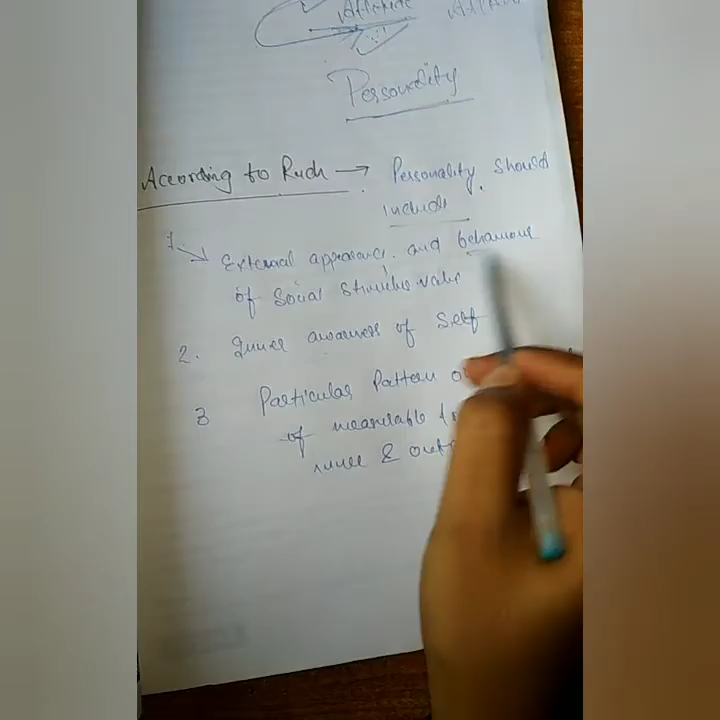 Attitude
Personality
According to Ruch → Personality should
include
1. → External appearance and behaviour
of social stimulus value
2. Inner awareness of self
3 Particular Pattern
of measurable
inner &